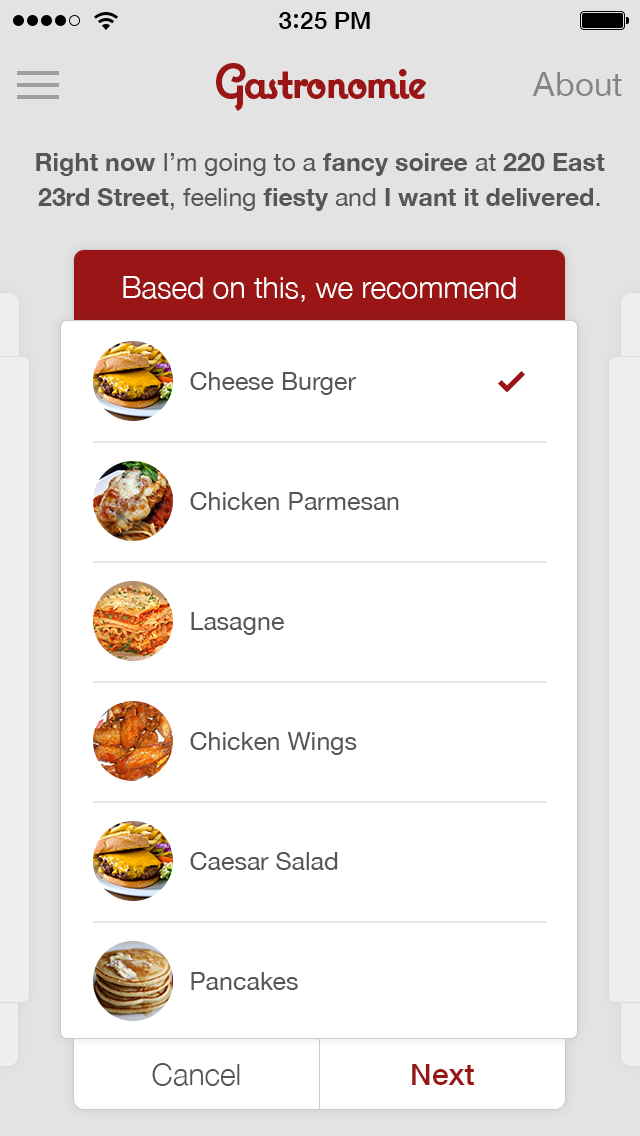 3:25 PM
Gastronomie
About
Right now I’m going to a fancy soiree at 220 East
23rd Street, feeling fiesty and I want it delivered.
Based on this, we recommend
Cheese Burger
Chicken Parmesan
Lasagne
Chicken Wings
Caesar Salad
Pancakes
Cancel
Next